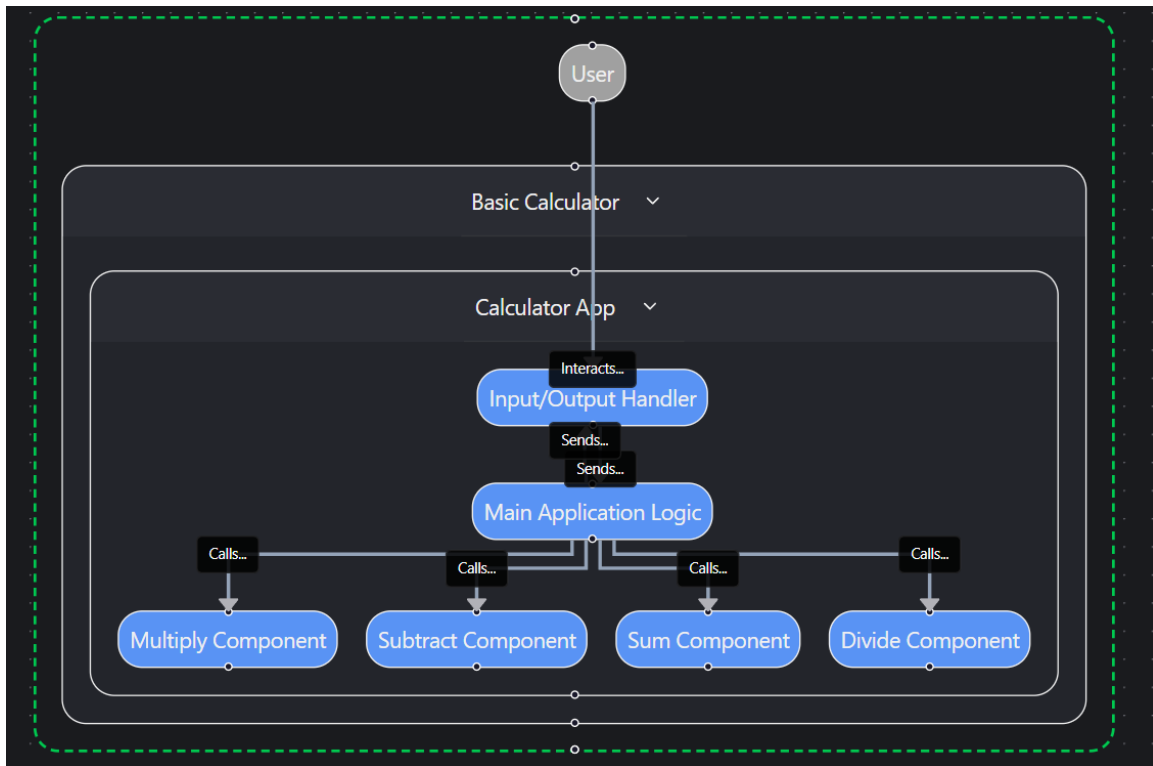 User
Basic Calculator
Calculator App
Interacts...
Input/Output Handler
Sends...
Sends...
Main Application Logic
Calls...
Calls...
Calls...
Calls...
Multiply Component
Subtract Component
Sum Component
Divide Component